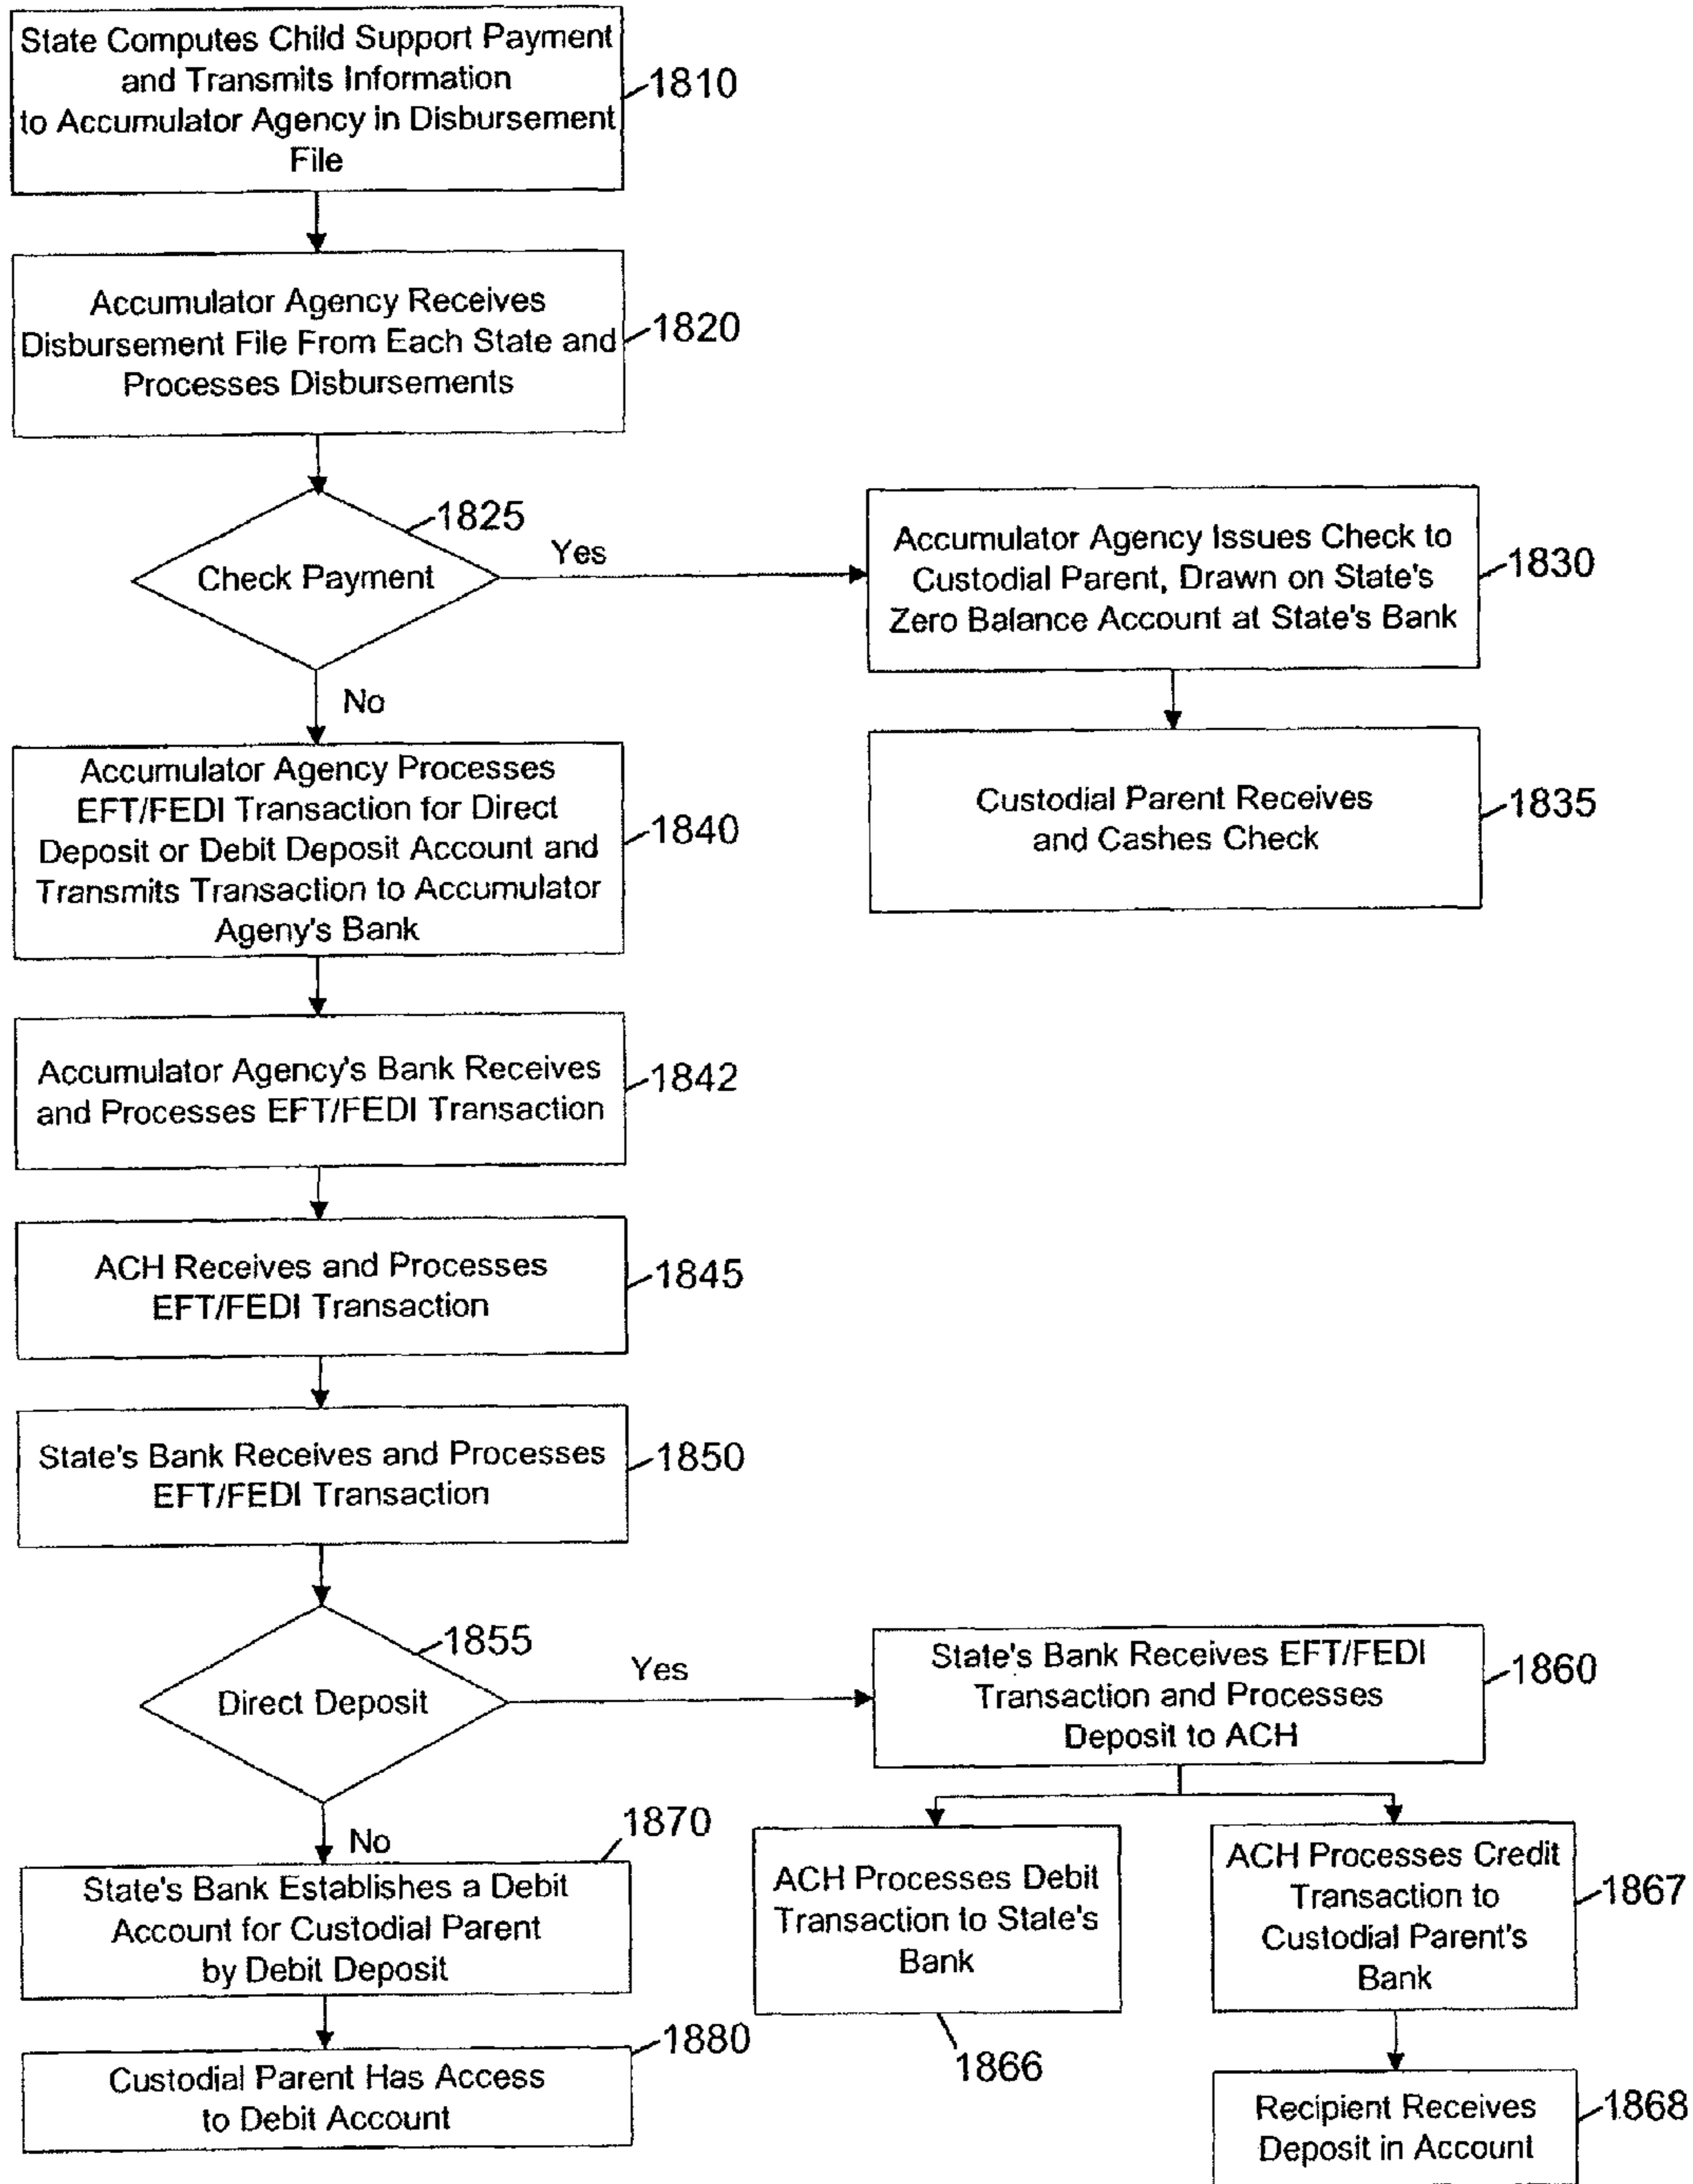 State Computes Child Support Payment
and Transmits Information
to Accumulator Agency in Disbursement
File
1810
Accumulator Agency Receives
Disbursement File From Each State and
Processes Disbursements
1820
1825
Check Payment
Yes
Accumulator Agency Issues Check to
Custodial Parent, Drawn on State's
Zero Balance Account at State's Bank
1830
Custodial Parent Receives
and Cashes Check
1835
No
Accumulator Agency Processes
EFT/FEDI Transaction for Direct
Deposit or Debit Deposit Account and
Transmits Transaction to Accumulator
Ageny's Bank
1840
Accumulator Agency's Bank Receives
and Processes EFT/FEDI Transaction
1842
ACH Receives and Processes
EFT/FEDI Transaction
1845
State's Bank Receives and Processes
EFT/FEDI Transaction
1850
1855
Direct Deposit
Yes
State's Bank Receives EFT/FEDI
Transaction and Processes
Deposit to ACH
1860
No
1870
State's Bank Establishes a Debit
Account for Custodial Parent
by Debit Deposit
1880
Custodial Parent Has Access
to Debit Account
ACH Processes Debit
Transaction to State's
Bank
1866
ACH Processes Credit
Transaction to
Custodial Parent's
Bank
1867
Recipient Receives
Deposit in Account
1868